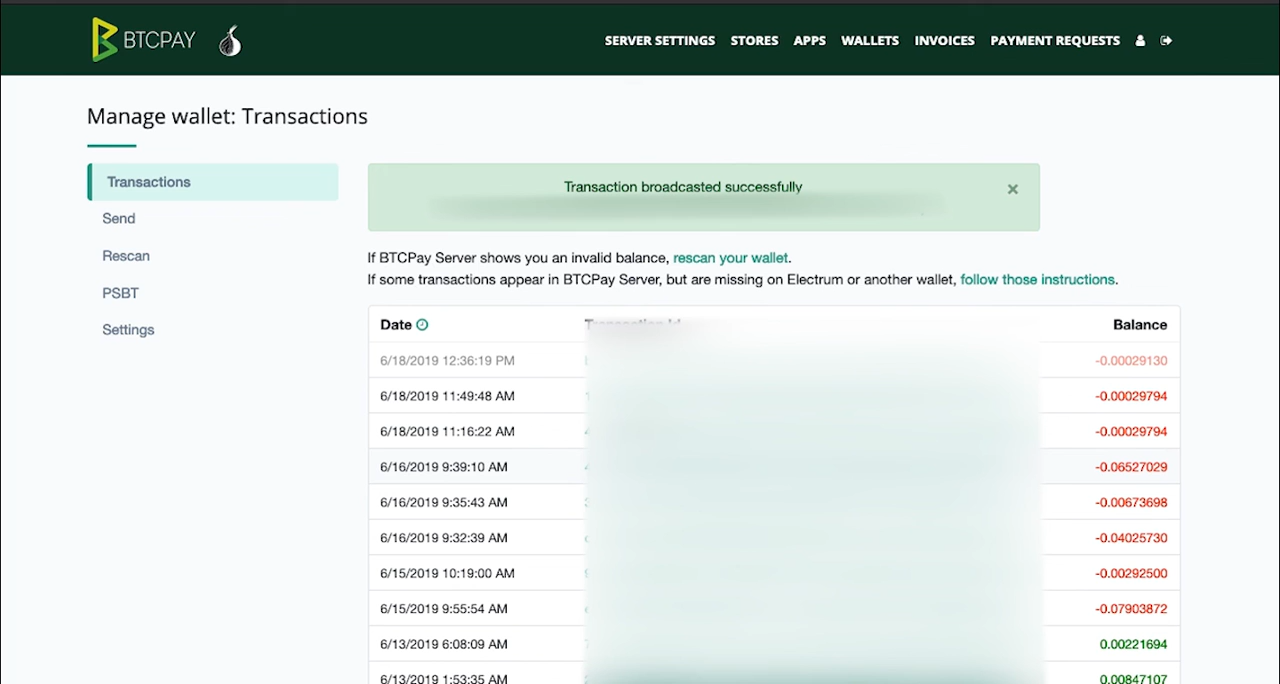 BTCPAY
SERVER SETTINGS STORES APPS WALLETS INVOICES PAYMENT REQUESTS
Manage wallet: Transactions
Transactions
Send
Rescan
PSBT
Settings
Transaction broadcasted successfully ×
If BTCPay Server shows you an invalid balance, rescan your wallet.
If some transactions appear in BTCPay Server, but are missing on Electrum or another wallet, follow those instructions.
Date Transaction Id Balance
6/18/2019 12:36:19 PM -0.00029130
6/18/2019 11:49:48 AM -0.00029794
6/18/2019 11:16:22 AM -0.00029794
6/16/2019 9:39:10 AM -0.06527029
6/16/2019 9:35:43 AM -0.00673698
6/16/2019 9:32:39 AM -0.04025730
6/15/2019 10:19:00 AM -0.00292500
6/15/2019 9:55:54 AM -0.07903872
6/13/2019 6:08:09 AM 0.00221694
6/13/2019 1:53:35 AM 0.00847107